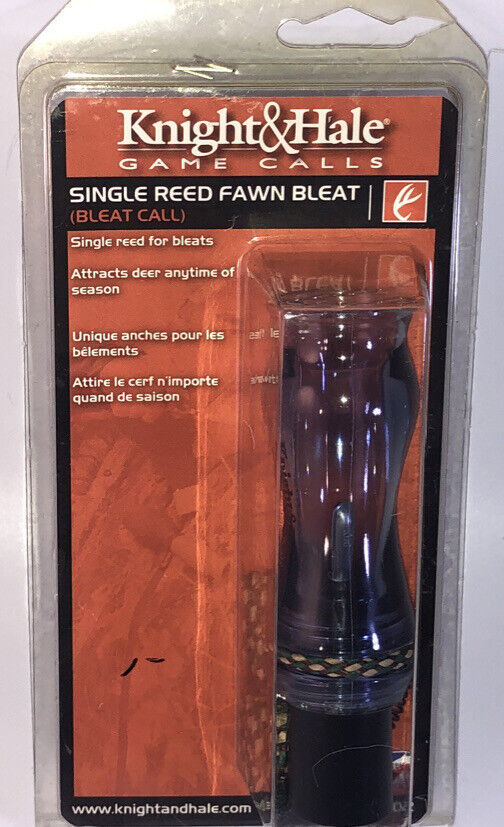 Knight&Hale®
GAME CALLS
SINGLE REED FAWN BLEAT
(BLEAT CALL)
Single reed for bleats
Attracts deer anytime of
season
Unique anches pour les
bêlements
Attire le cerf n'importe
quand de saison
www.knightandhale.com